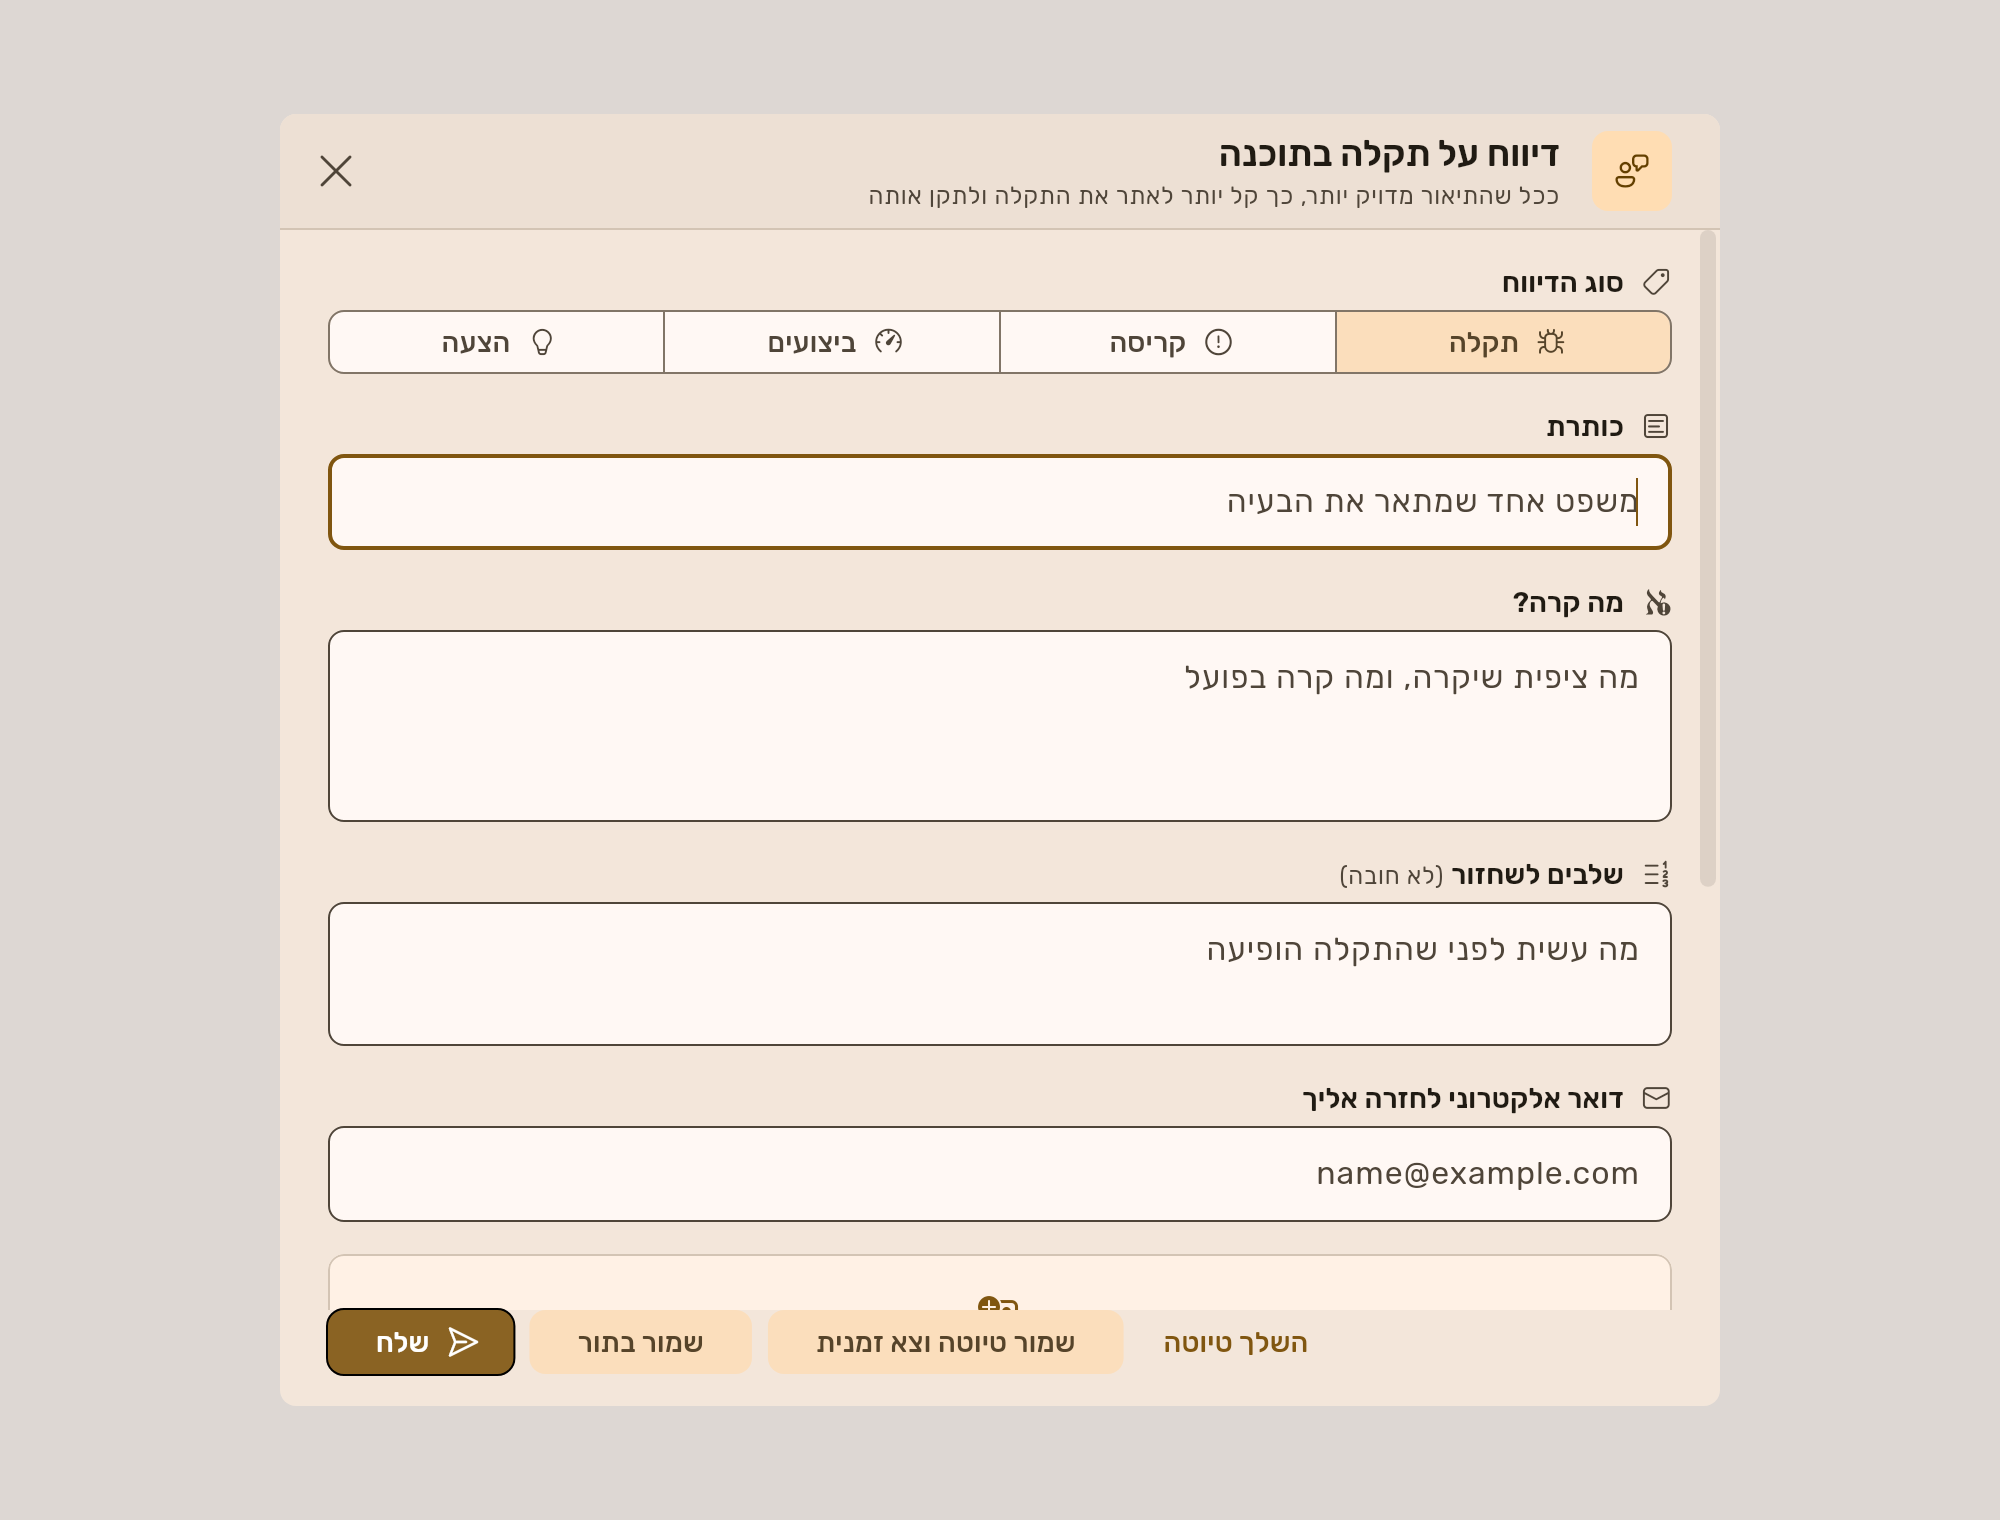 דיווח על תקלה בתוכנה
ככל שהתיאור מדויק יותר, כך קל יותר לאתר את התקלה ולתקן אותה
סוג הדיווח
תקלה
קריסה
ביצועים
הצעה
כותרת
משפט אחד שמתאר את הבעיה
מה קרה?
מה ציפית שיקרה, ומה קרה בפועל
שלבים לשחזור (לא חובה)
מה עשית לפני שהתקלה הופיעה
דואר אלקטרוני לחזרה אליך
name@example.com
השלך טיוטה
שמור טיוטה וצא זמנית
שמור בתור
שלח